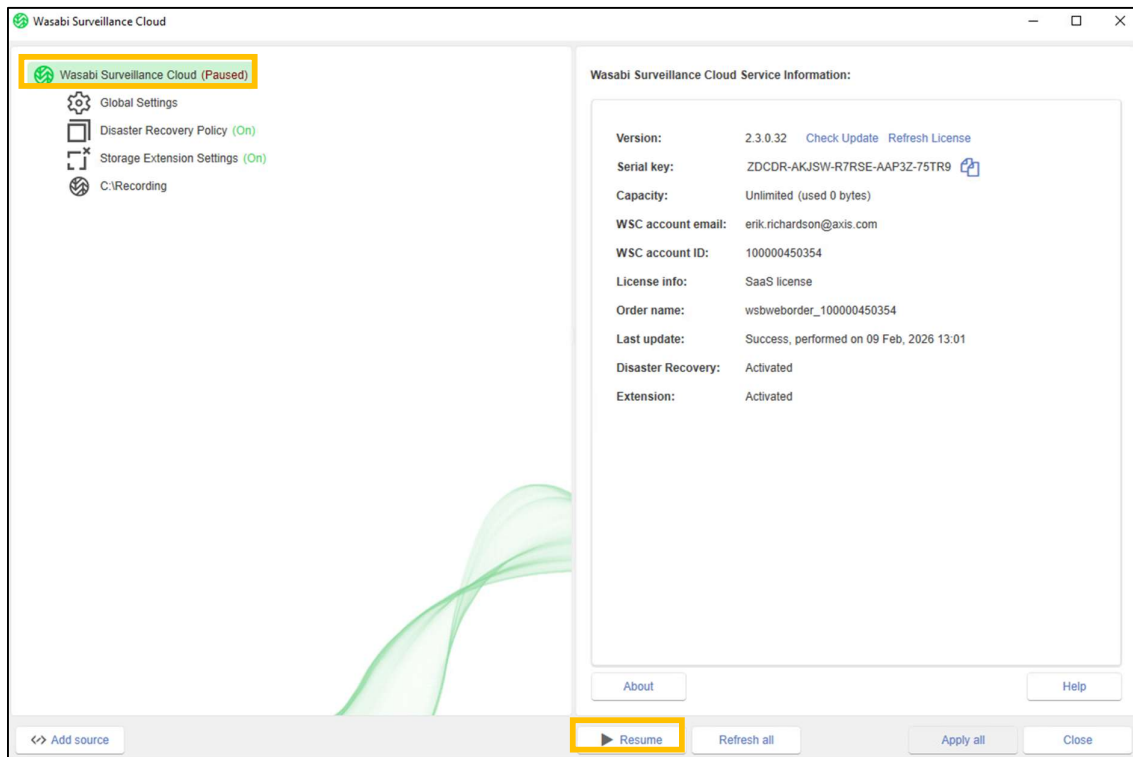 Wasabi Surveillance Cloud
Wasabi Surveillance Cloud (Paused)
Global Settings
Disaster Recovery Policy (On)
Storage Extension Settings (On)
C:\Recording
Wasabi Surveillance Cloud Service Information:
Version: 2.3.0.32 Check Update Refresh License
Serial key: ZDCDR-AKJSW-R7RSE-AAP3Z-75TR9
Capacity: Unlimited (used 0 bytes)
WSC account email: erik.richardson@axis.com
WSC account ID: 100000450354
License info: SaaS license
Order name: wsbweborder_100000450354
Last update: Success, performed on 09 Feb, 2026 13:01
Disaster Recovery: Activated
Extension: Activated
About Help
Add source Resume Refresh all Apply all Close